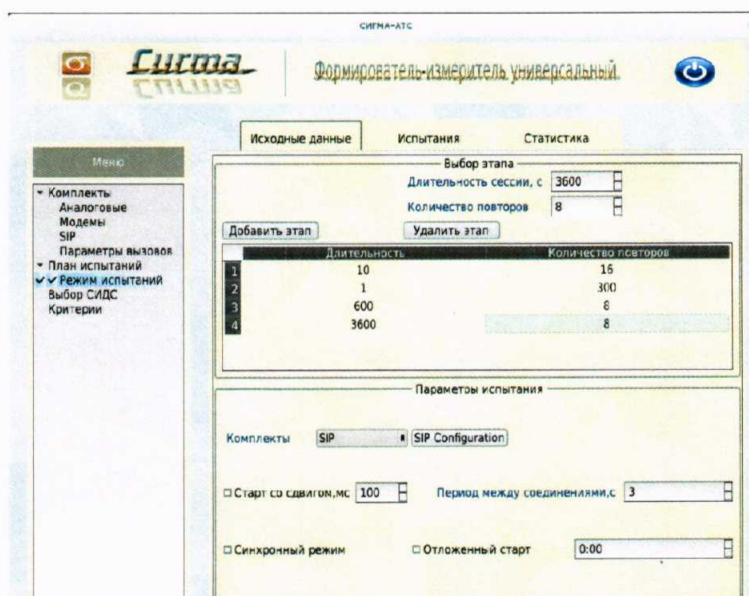 СИГМА-АТС
Сигма
Формирователь-измеритель универсальный
Исходные данные Испытания Статистика
Меню
Комплекты
Аналоговые
Модемы
SIP
Параметры вызовов
План испытаний
Режим испытаний
Выбор СИДС
Критерии
Выбор этапа
Длительность сессии, с 3600
Количество повторов 8
Добавить этап Удалить этап
Длительность Количество повторов
1 10 16
2 1 300
3 600 8
4 3600 8
Параметры испытания
Комплекты SIP SIP Configuration
Старт со сдвигом,мс 100 Период между соединениями,с 3
Синхронный режим Отложенный старт 0:00